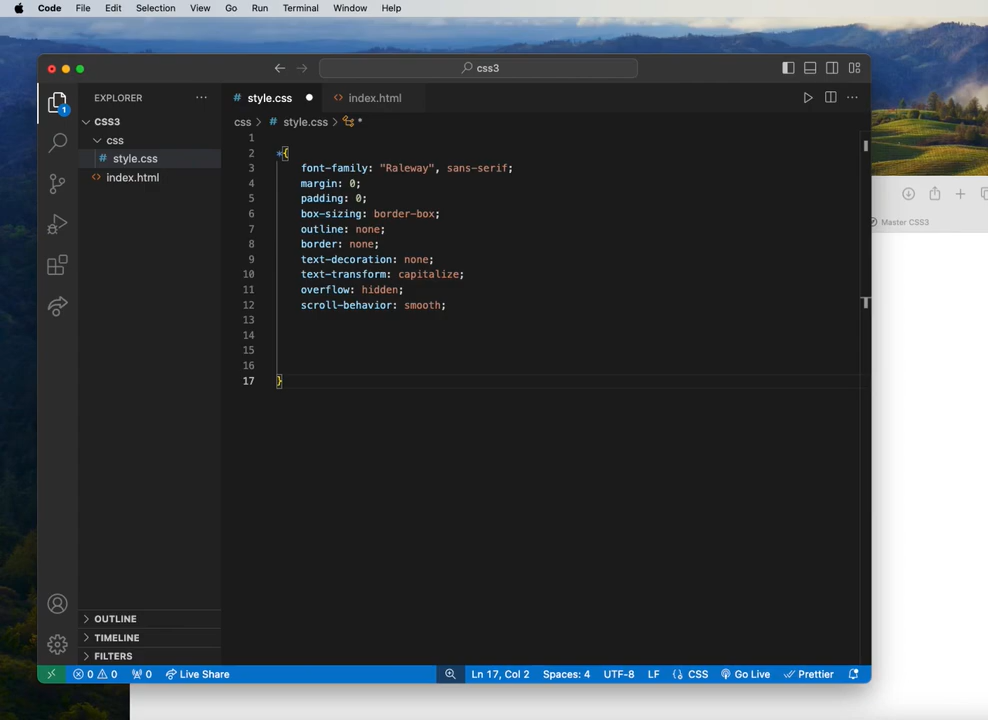 Code File Edit Selection View Go Run Terminal Window Help
css3
EXPLORER
style.css
index.html
CSS3
css
style.css
index.html
css > # style.css > *
1
2 *{
3 font-family: "Raleway", sans-serif;
4 margin: 0;
5 padding: 0;
6 box-sizing: border-box;
7 outline: none;
8 border: none;
9 text-decoration: none;
10 text-transform: capitalize;
11 overflow: hidden;
12 scroll-behavior: smooth;
13
14
15
16
17 }
Master CSS3
OUTLINE
TIMELINE
FILTERS
0 0 0 Live Share Ln 17, Col 2 Spaces: 4 UTF-8 LF {} CSS Go Live Prettier
1